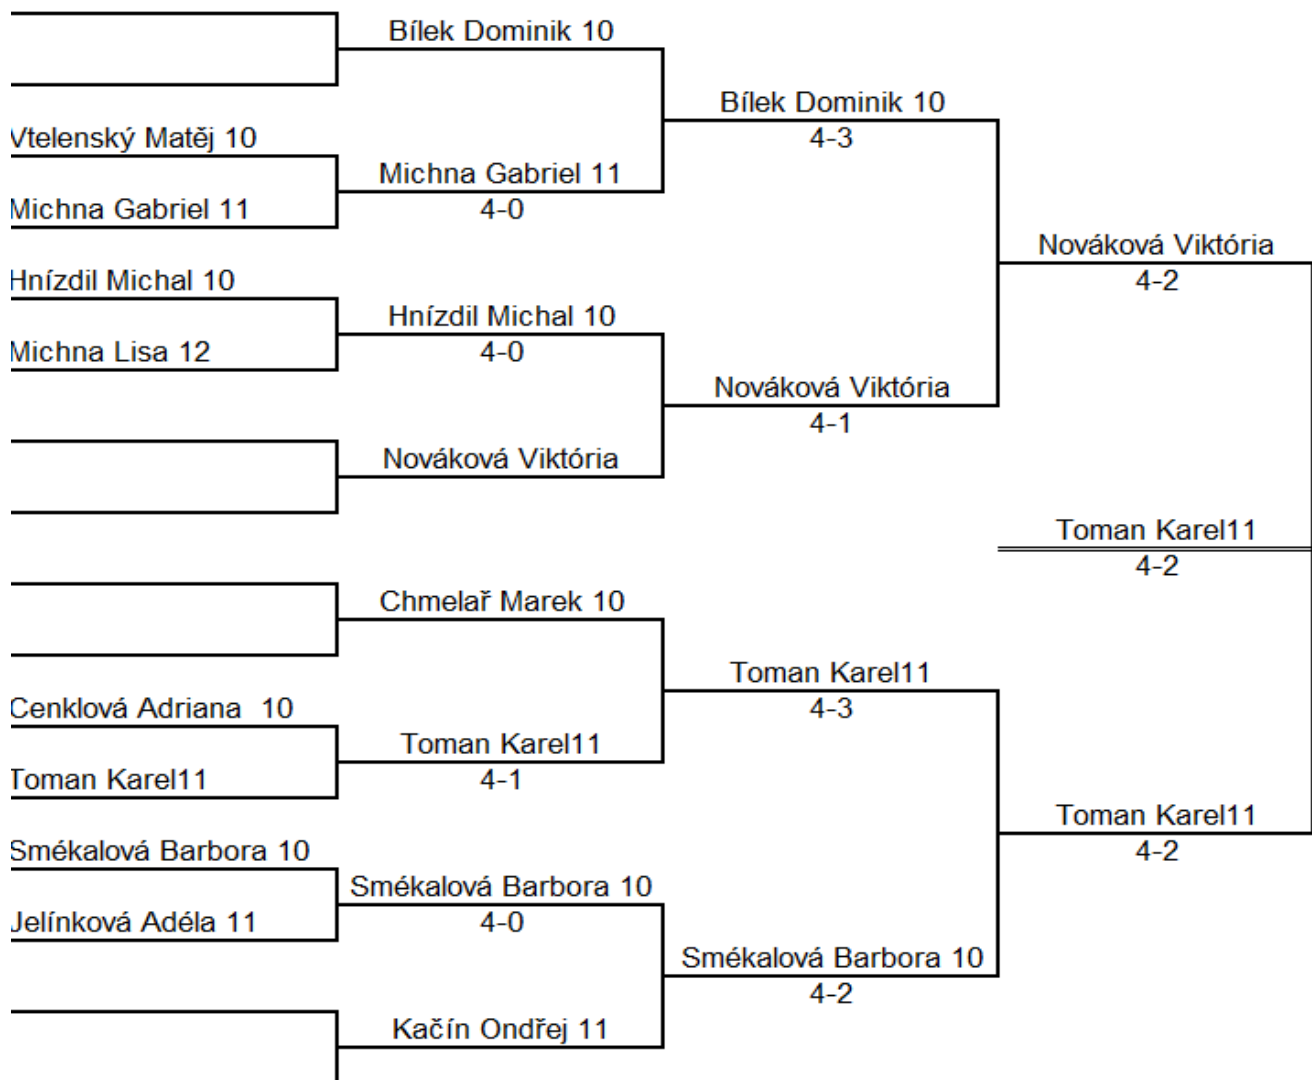 Bílek Dominik 10
Bílek Dominik 10
4-3
Vtelenský Matěj 10
Michna Gabriel 11
4-0
Michna Gabriel 11
Nováková Viktória
4-2
Hnízdil Michal 10
Hnízdil Michal 10
4-0
Michna Lisa 12
Nováková Viktória
4-1
Nováková Viktória
Toman Karel11
4-2
Chmelař Marek 10
Toman Karel11
4-3
Cenklová Adriana  10
Toman Karel11
4-1
Toman Karel11
Toman Karel11
4-2
Smékalová Barbora 10
Smékalová Barbora 10
4-0
Jelínková Adéla 11
Smékalová Barbora 10
4-2
Kačín Ondřej 11